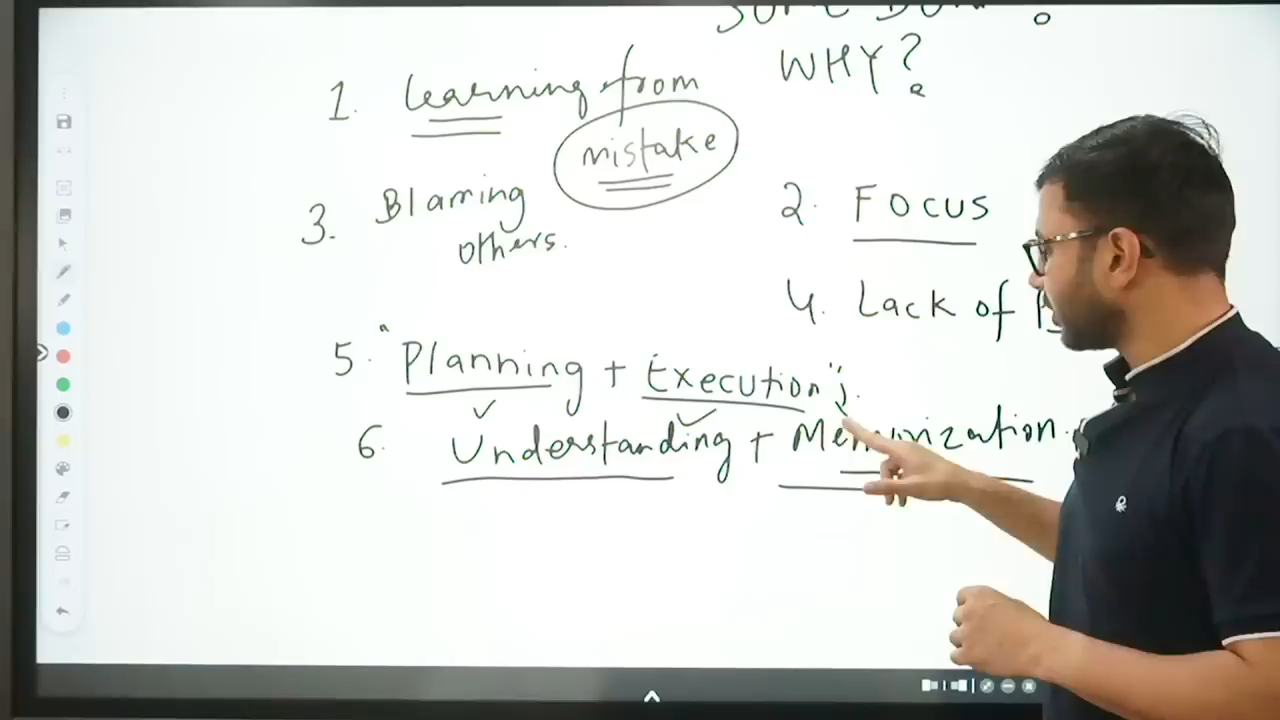 WHY?
1. Learning from
mistake
3. Blaming
others.
2. Focus
4. Lack of
5. "Planning + Execution";
6. Understanding + Memorization.